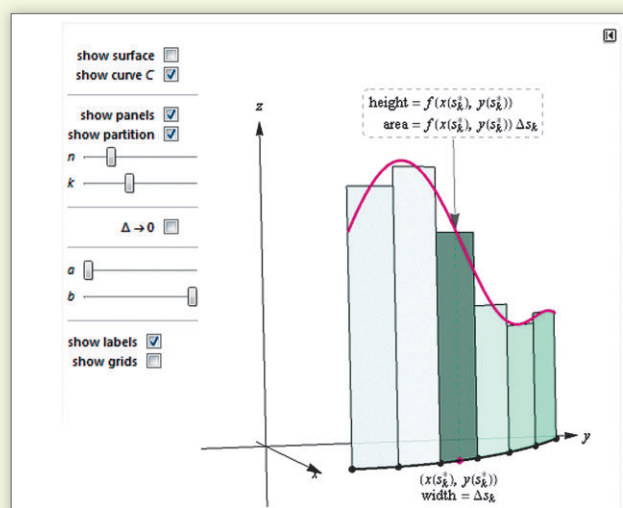 show surface
show curve C
show panels
show partition
n
k
Δ → 0
a
b
show labels
show grids
z
height = f(x(s*k), y(s*k))
area = f(x(s*k), y(s*k)) Δsk
y
x
(x(s*k), y(s*k))
width = Δsk